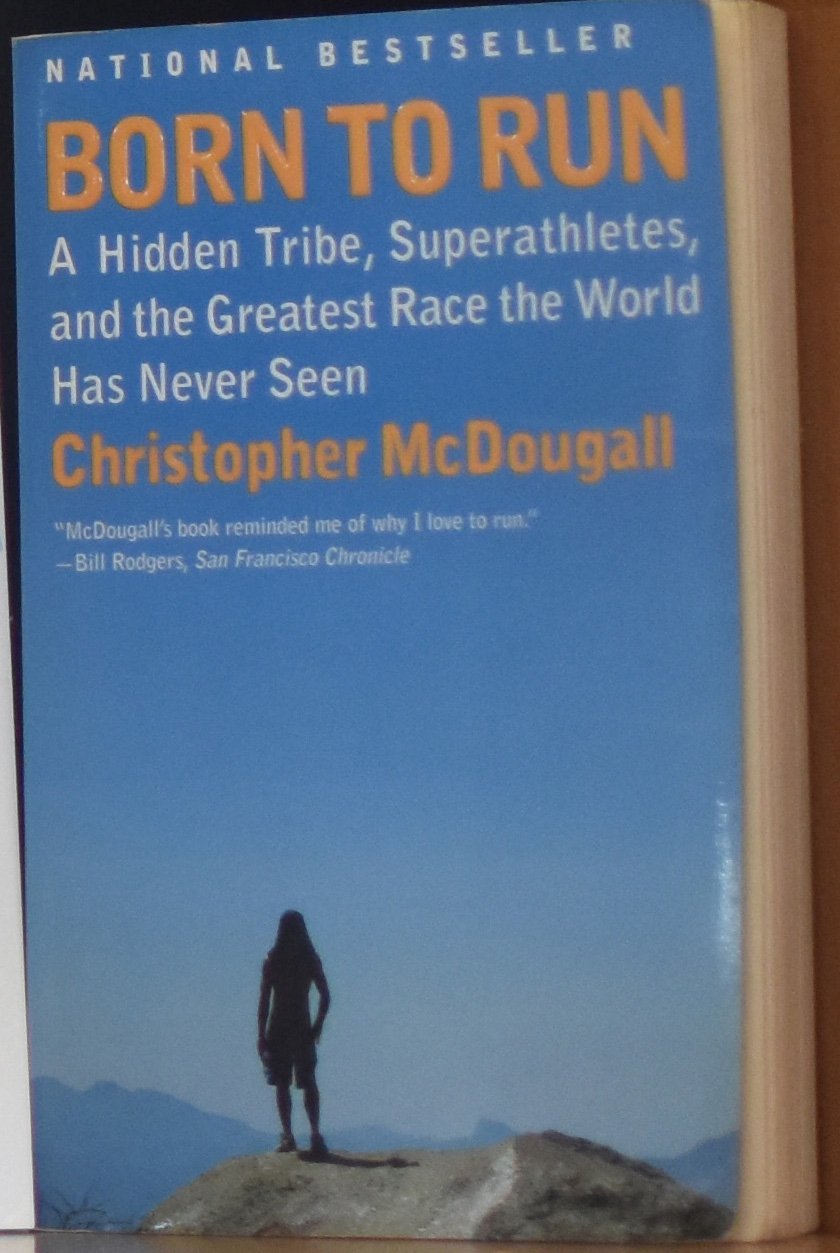 NATIONAL BESTSELLER
BORN TO RUN
A Hidden Tribe, Superathletes,
and the Greatest Race the World
Has Never Seen
Christopher McDougall
“McDougall’s book reminded me of why I love to run.”
—Bill Rodgers, San Francisco Chronicle